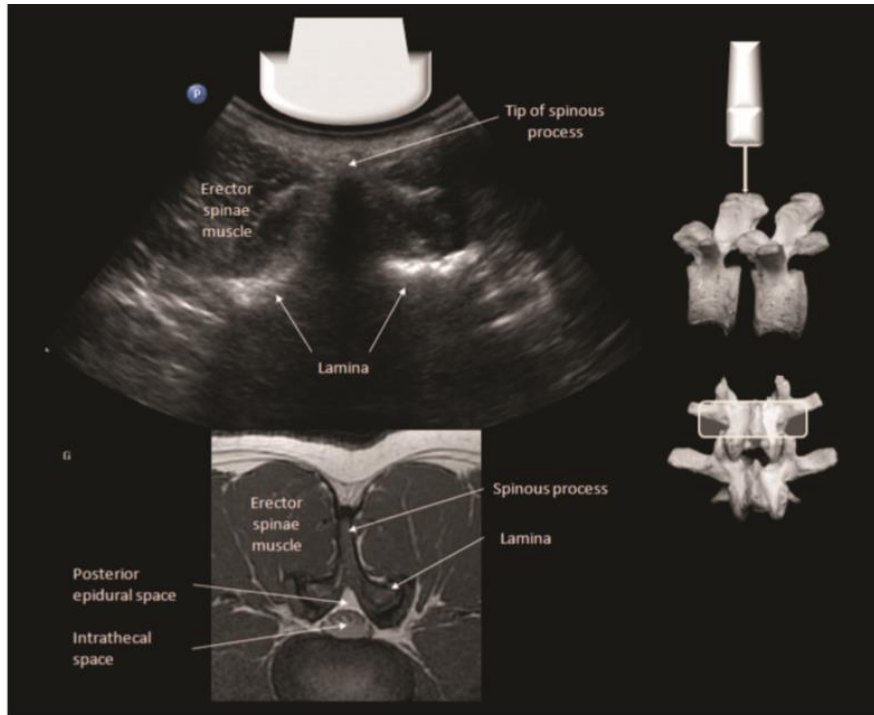 P
Tip of spinous
process
Erector
spinae
muscle
Lamina
G
Erector
spinae
muscle
Spinous process
Lamina
Posterior
epidural space
Intrathecal
space